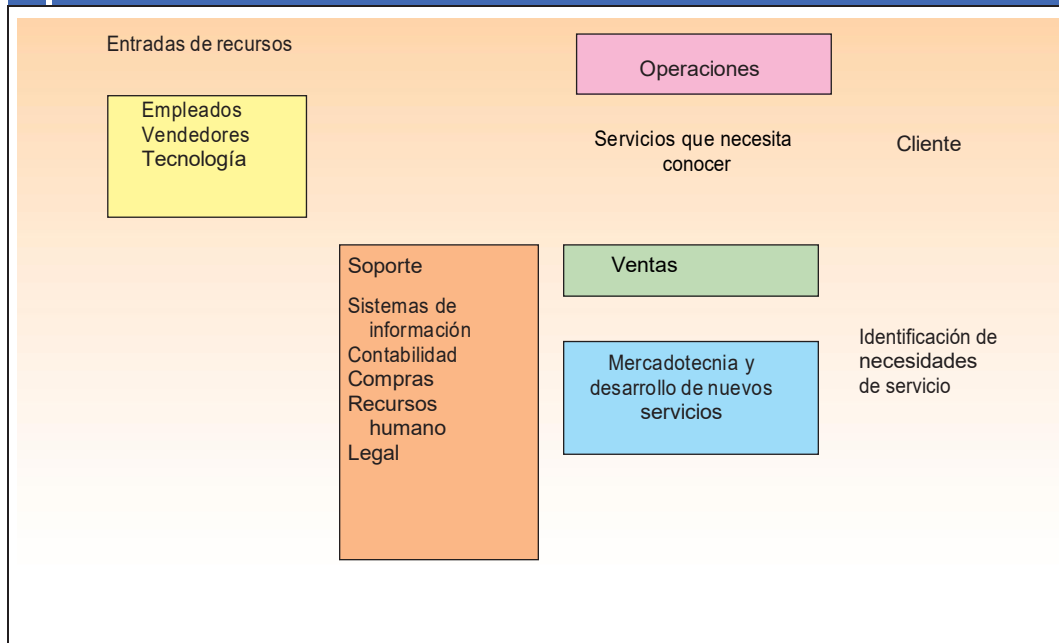 Entradas de recursos
Operaciones
Empleados
Vendedores
Tecnología
Servicios que necesita
conocer
Cliente
Soporte
Sistemas de
información
Contabilidad
Compras
Recursos
humano
Legal
Ventas
Mercadotecnia y
desarrollo de nuevos
servicios
Identificación de
necesidades
de servicio